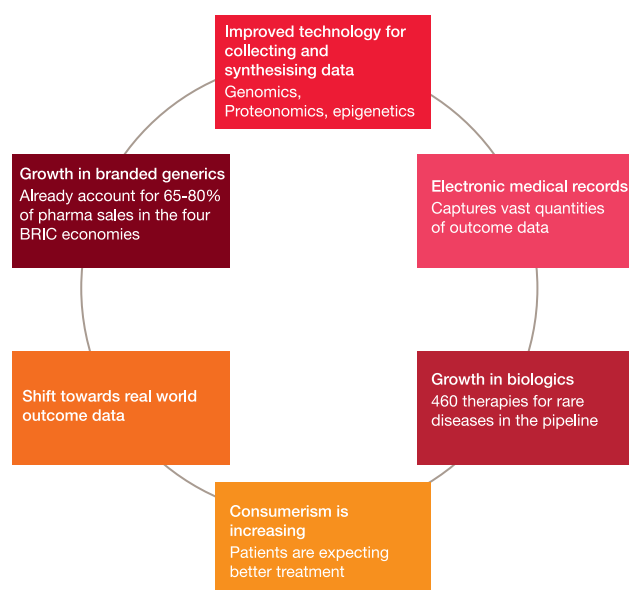 Improved technology for
collecting and
synthesising data
Genomics,
Proteonomics, epigenetics
Growth in branded generics
Already account for 65-80%
of pharma sales in the four
BRIC economies
Electronic medical records
Captures vast quantities
of outcome data
Shift towards real world
outcome data
Growth in biologics
460 therapies for rare
diseases in the pipeline
Consumerism is
increasing
Patients are expecting
better treatment